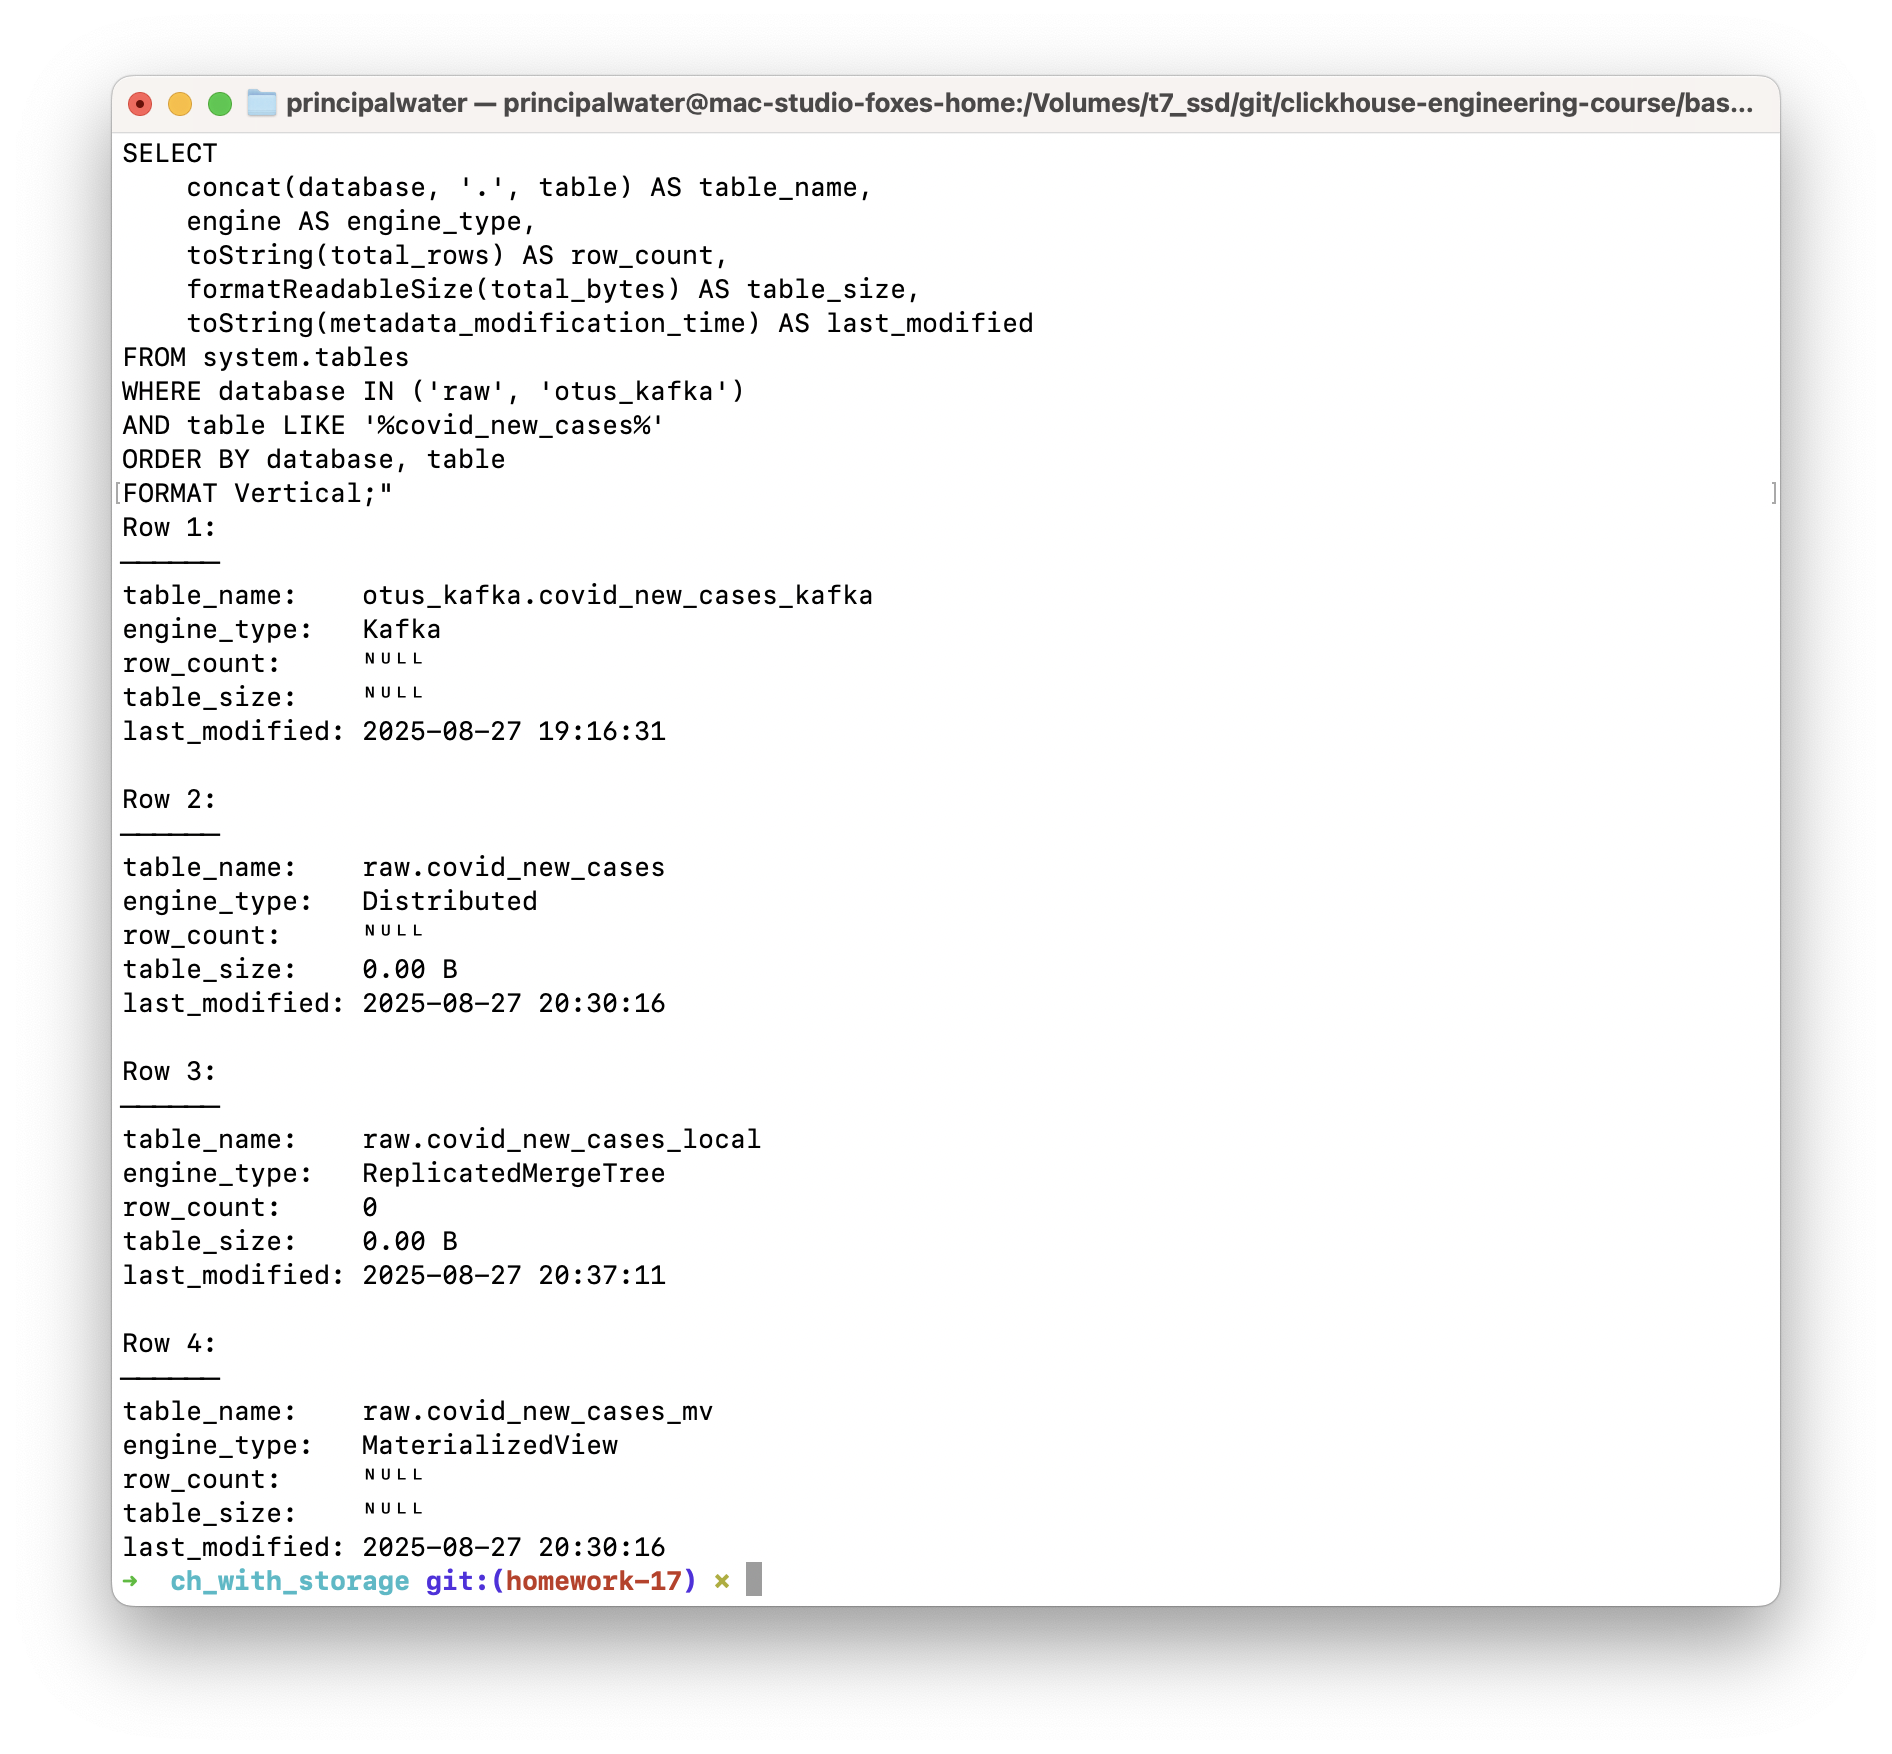 principalwater — principalwater@mac-studio-foxes-home:/Volumes/t7_ssd/git/clickhouse-engineering-course/bas...
SELECT
    concat(database, '.', table) AS table_name,
    engine AS engine_type,
    toString(total_rows) AS row_count,
    formatReadableSize(total_bytes) AS table_size,
    toString(metadata_modification_time) AS last_modified
FROM system.tables
WHERE database IN ('raw', 'otus_kafka')
AND table LIKE '%covid_new_cases%'
ORDER BY database, table
[FORMAT Vertical;" ]
Row 1:
──────
table_name:    otus_kafka.covid_new_cases_kafka
engine_type:   Kafka
row_count:     ᴺᵁᴸᴸ
table_size:    ᴺᵁᴸᴸ
last_modified: 2025-08-27 19:16:31

Row 2:
──────
table_name:    raw.covid_new_cases
engine_type:   Distributed
row_count:     ᴺᵁᴸᴸ
table_size:    0.00 B
last_modified: 2025-08-27 20:30:16

Row 3:
──────
table_name:    raw.covid_new_cases_local
engine_type:   ReplicatedMergeTree
row_count:     0
table_size:    0.00 B
last_modified: 2025-08-27 20:37:11

Row 4:
──────
table_name:    raw.covid_new_cases_mv
engine_type:   MaterializedView
row_count:     ᴺᵁᴸᴸ
table_size:    ᴺᵁᴸᴸ
last_modified: 2025-08-27 20:30:16
➜  ch_with_storage git:(homework-17) ✗